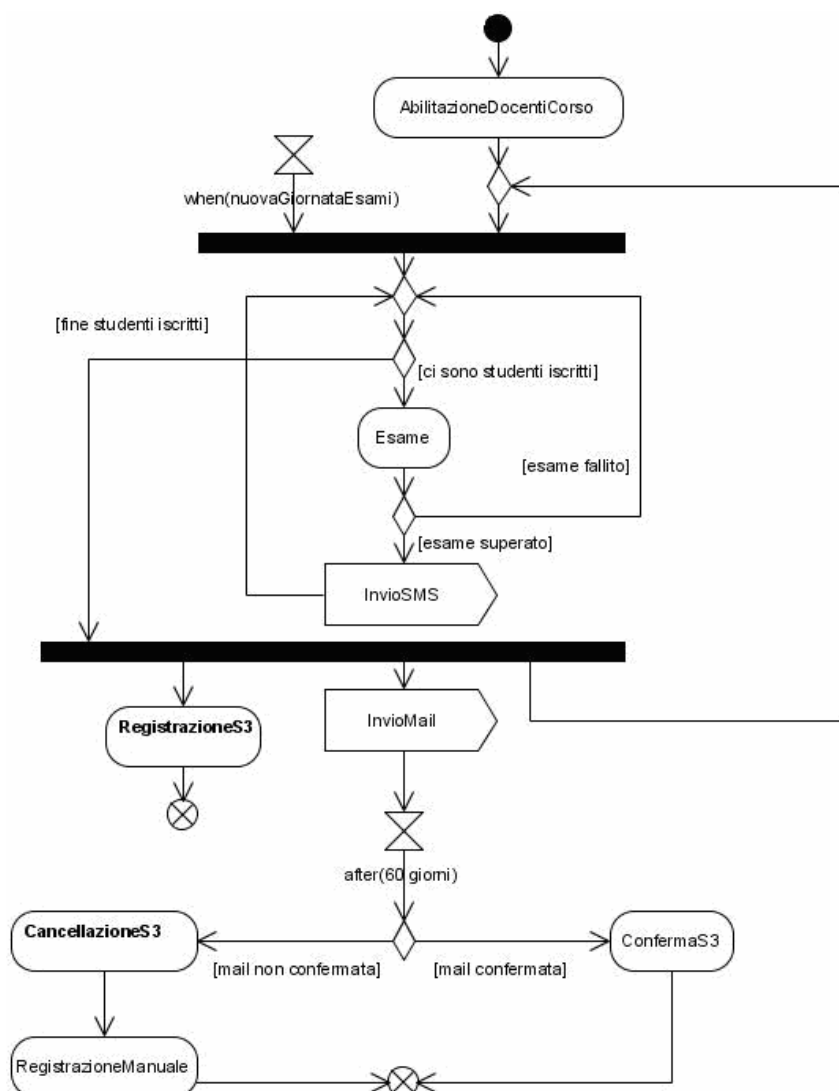 AbilitazioneDocentiCorso
when(nuovaGiornataEsami)
[fine studenti iscritti]
[ci sono studenti iscritti]
Esame
[esame fallito]
[esame superato]
InvioSMS
RegistrazioneS3
InvioMail
after(60 giorni)
CancellazioneS3
ConfermaS3
[mail non confermata]
[mail confermata]
RegistrazioneManuale